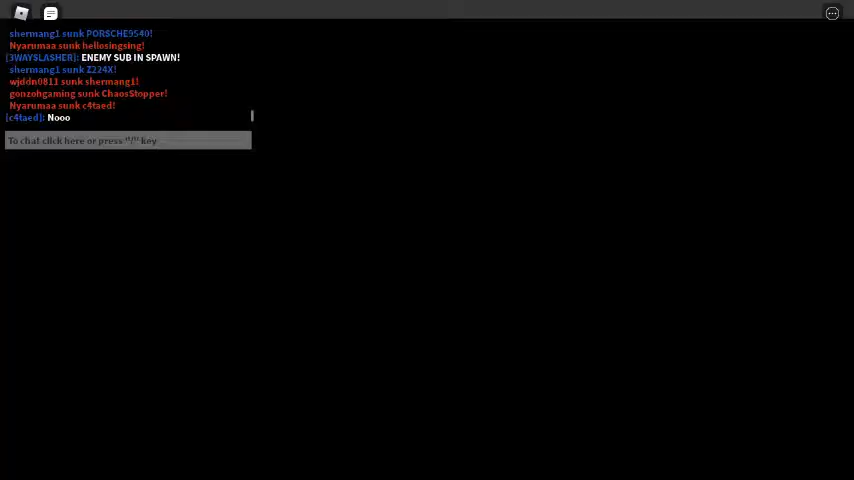 shermang1 sunk PORSCHE9540!
Nyarumaa sunk hellosingsing!
[3WAYSLASHER]: ENEMY SUB IN SPAWN!
shermang1 sunk Z224X!
wjddn0811 sunk shermang1!
gonzohgaming sunk ChaosStopper!
Nyarumaa sunk c4taed!
[c4taed]: Nooo
To chat click here or press "/" key